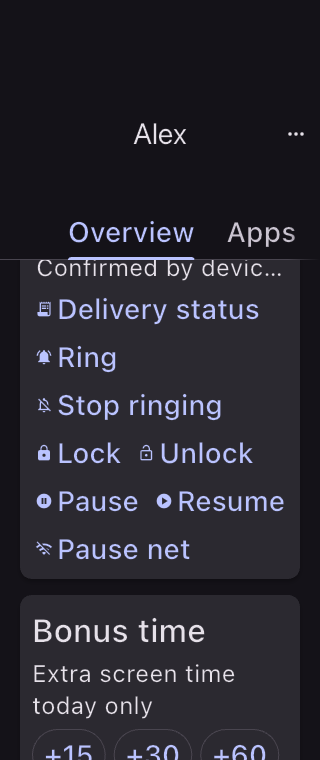 Alex
Overview Apps
Confirmed by devic...
Delivery status
Ring
Stop ringing
Lock Unlock
Pause Resume
Pause net
Bonus time
Extra screen time
today only
+15 +30 +60